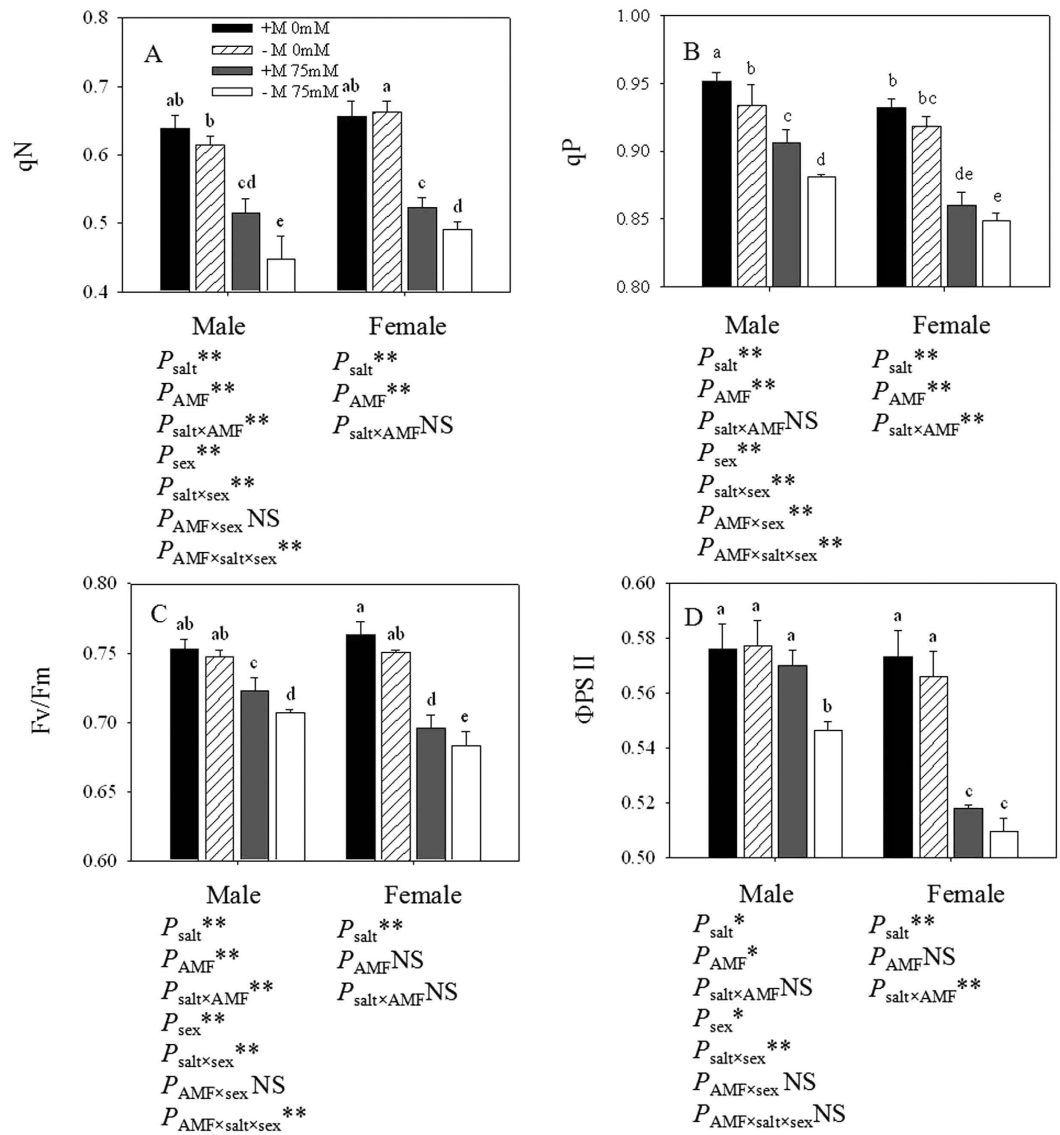 A
qN
0.8
0.7
0.6
0.5
0.4
+M 0mM
- M 0mM
+M 75mM
- M 75mM
ab
b
cd
e
ab
a
c
d
Male Female
Psalt** Psalt**
PAMF** PAMF**
Psalt×AMF** Psalt×AMFNS
Psex**
Psalt×sex**
PAMF×sex NS
PAMF×salt×sex**
B
qP
1.00
0.95
0.90
0.85
0.80
a
b
c
d
b
bc
de
e
Male Female
Psalt** Psalt**
PAMF** PAMF**
Psalt×AMFNS Psalt×AMF**
Psex**
Psalt×sex**
PAMF×sex**
PAMF×salt×sex**
C
Fv/Fm
0.80
0.75
0.70
0.65
0.60
ab
ab
c
d
a
ab
d
e
Male Female
Psalt** Psalt**
PAMF** PAMFNS
Psalt×AMF** Psalt×AMFNS
Psex**
Psalt×sex**
PAMF×sex NS
PAMF×salt×sex**
D
ΦPS II
0.60
0.58
0.56
0.54
0.52
0.50
a
a
a
b
a
a
c
c
Male Female
Psalt* Psalt**
PAMF* PAMFNS
Psalt×AMFNS Psalt×AMF**
Psex*
Psalt×sex**
PAMF×sex NS
PAMF×salt×sexNS